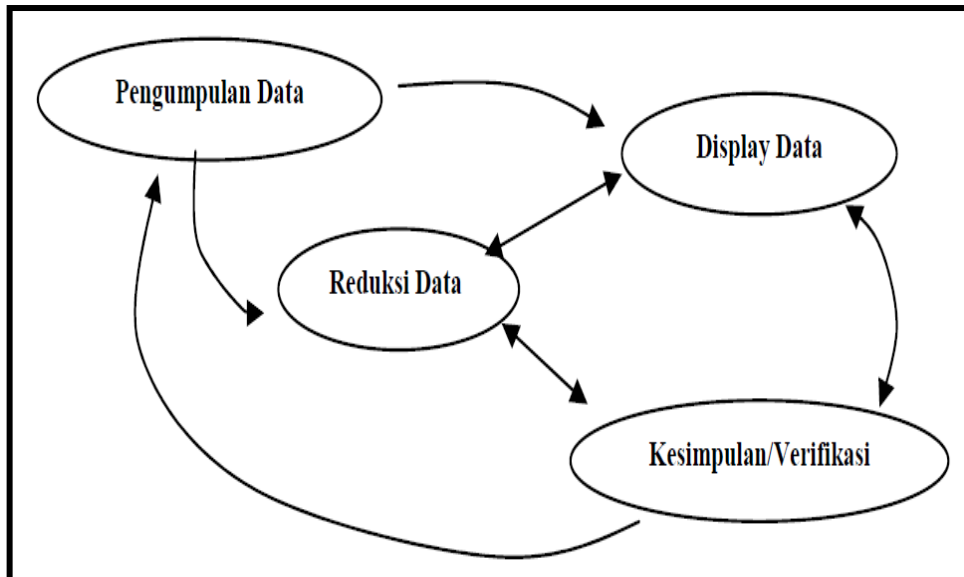 Pengumpulan Data
Display Data
Reduksi Data
Kesimpulan/Verifikasi